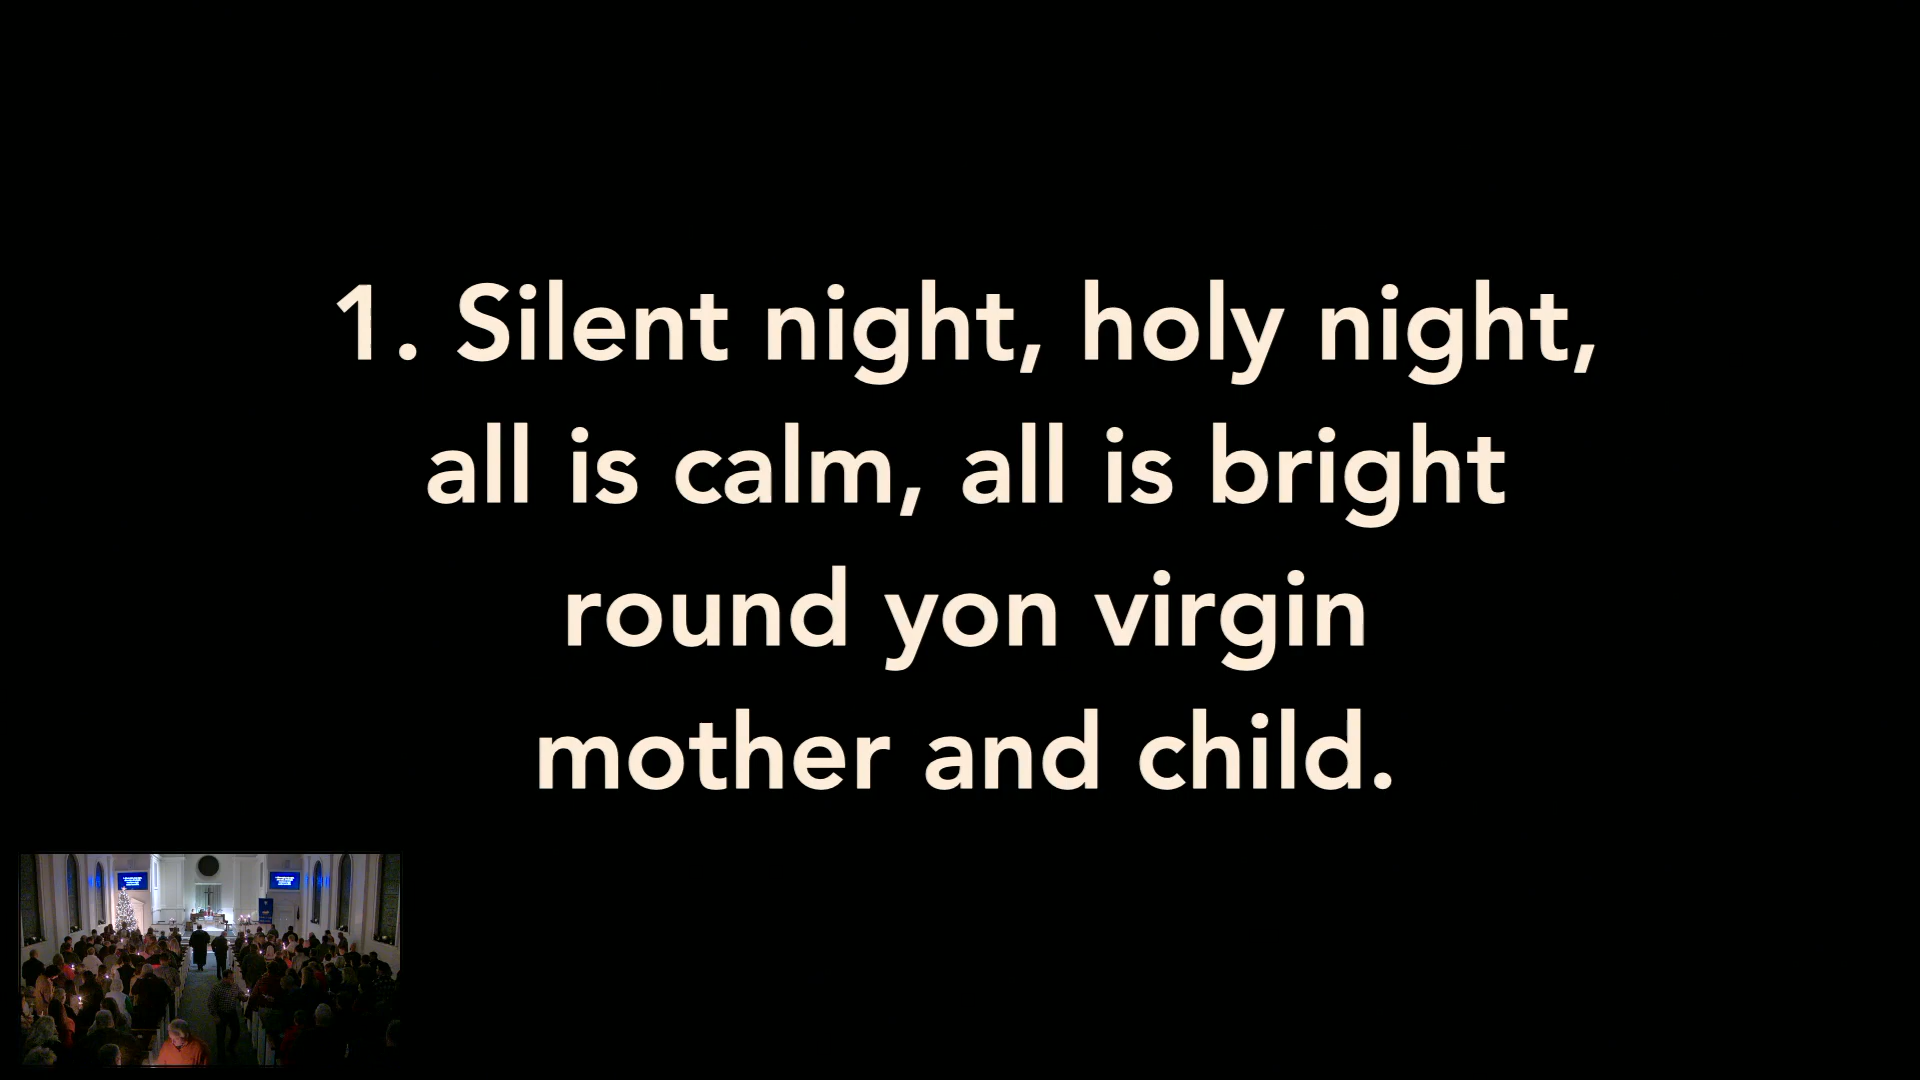 1. Silent night, holy night,
all is calm, all is bright
round yon virgin
mother and child.